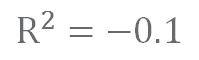 R² = −0.1